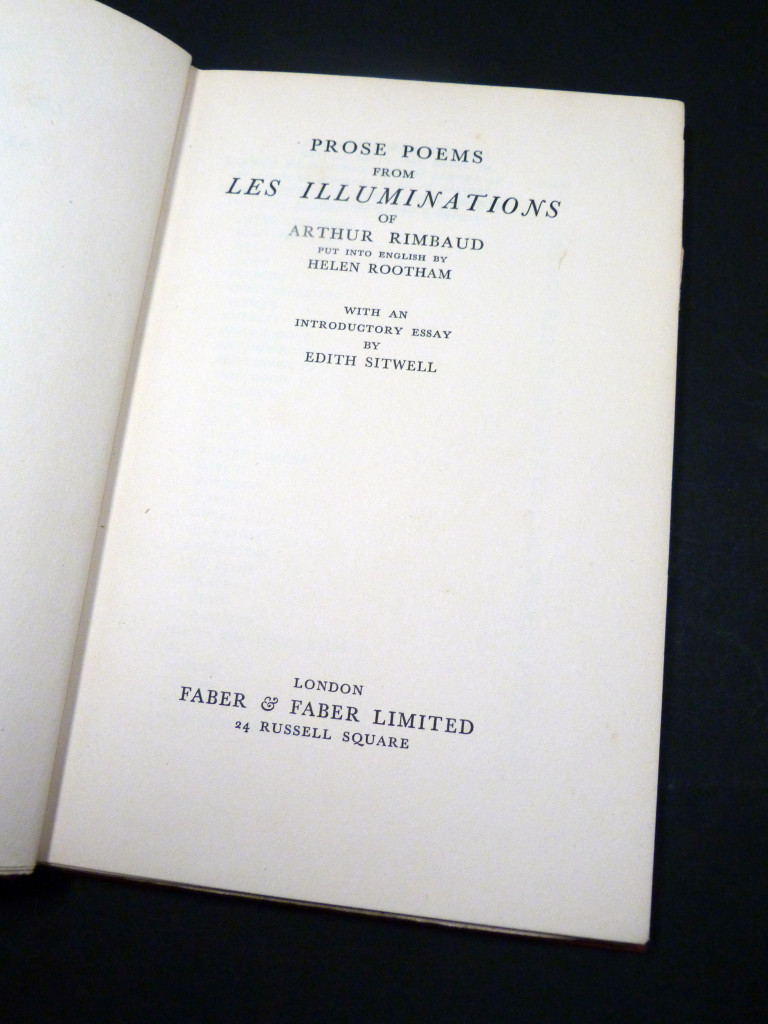 PROSE POEMS
FROM
LES ILLUMINATIONS
OF
ARTHUR RIMBAUD
PUT INTO ENGLISH BY
HELEN ROOTHAM
WITH AN
INTRODUCTORY ESSAY
BY
EDITH SITWELL
LONDON
FABER & FABER LIMITED
24 RUSSELL SQUARE